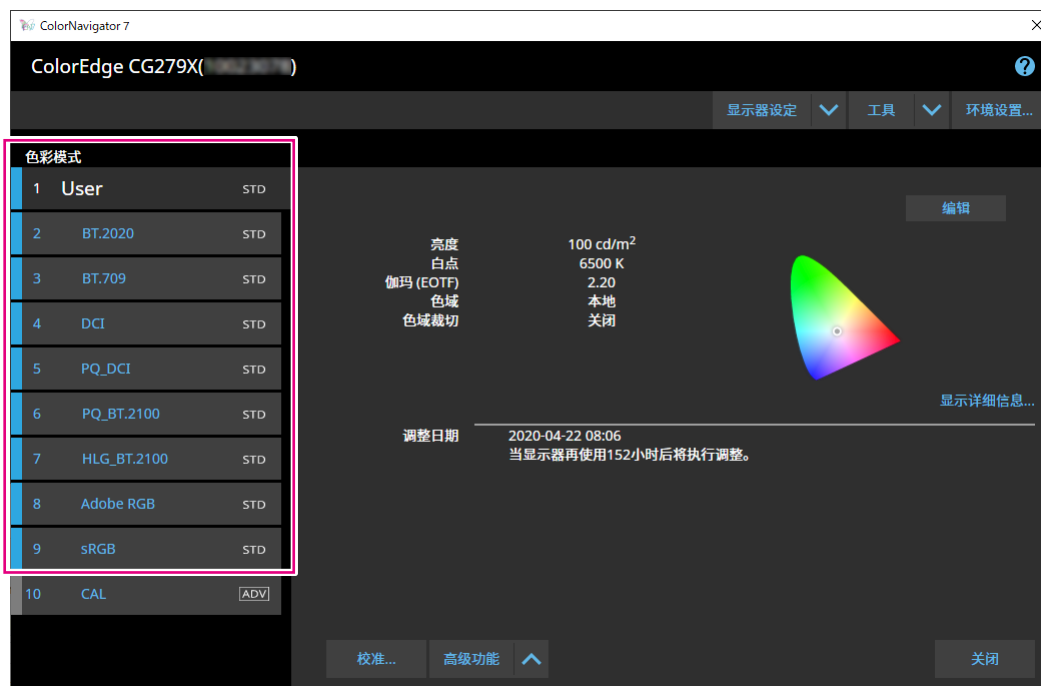 ColorNavigator 7
ColorEdge CG279X( )
显示器设定 工具 环境设置...
色彩模式
1 User STD
2 BT.2020 STD
3 BT.709 STD
4 DCI STD
5 PQ_DCI STD
6 PQ_BT.2100 STD
7 HLG_BT.2100 STD
8 Adobe RGB STD
9 sRGB STD
10 CAL ADV
编辑
亮度 100 cd/m2
白点 6500 K
伽玛 (EOTF) 2.20
色域 本地
色域裁切 关闭
显示详细信息...
调整日期 2020-04-22 08:06
当显示器再使用152小时后将执行调整。
校准... 高级功能 关闭